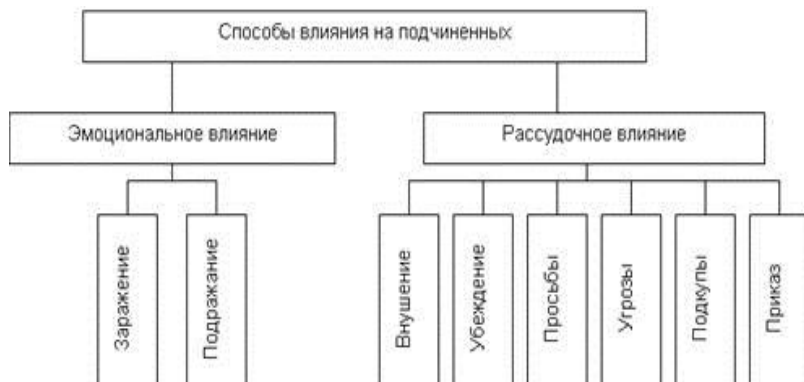 Способы влияния на подчиненных
Эмоциональное влияние
Рассудочное влияние
Заражение
Подражание
Внушение
Убеждение
Просьбы
Угрозы
Подкупы
Приказ